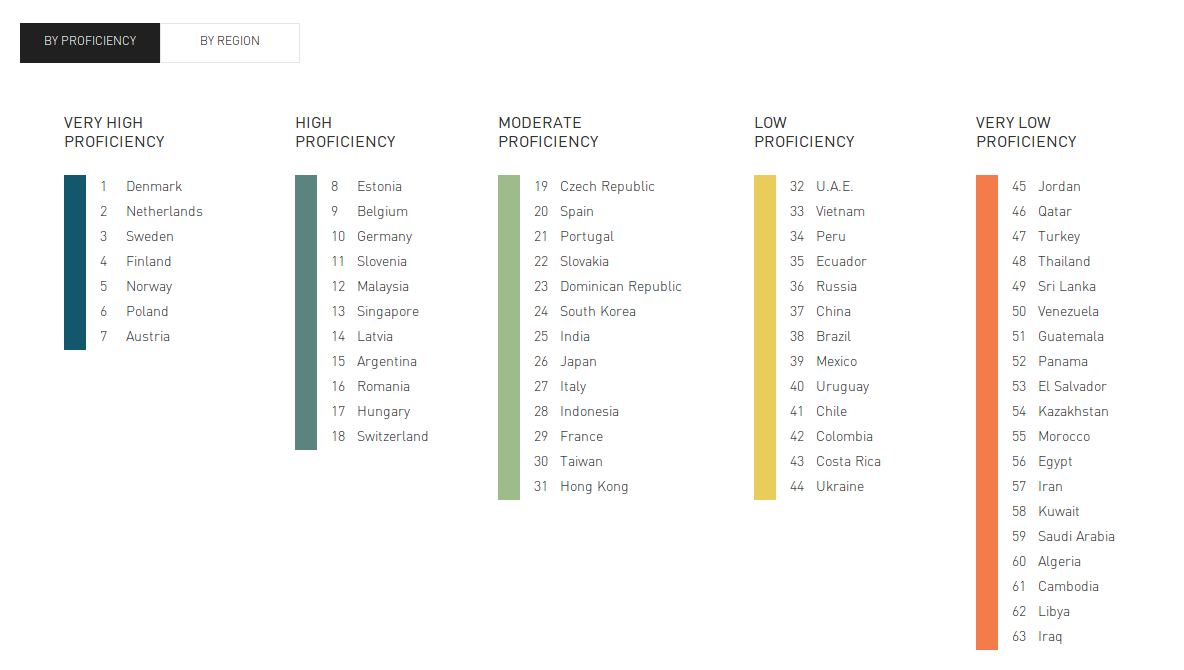 BY PROFICIENCY
BY REGION
VERY HIGH
PROFICIENCY
1 Denmark
2 Netherlands
3 Sweden
4 Finland
5 Norway
6 Poland
7 Austria
HIGH
PROFICIENCY
8 Estonia
9 Belgium
10 Germany
11 Slovenia
12 Malaysia
13 Singapore
14 Latvia
15 Argentina
16 Romania
17 Hungary
18 Switzerland
MODERATE
PROFICIENCY
19 Czech Republic
20 Spain
21 Portugal
22 Slovakia
23 Dominican Republic
24 South Korea
25 India
26 Japan
27 Italy
28 Indonesia
29 France
30 Taiwan
31 Hong Kong
LOW
PROFICIENCY
32 U.A.E.
33 Vietnam
34 Peru
35 Ecuador
36 Russia
37 China
38 Brazil
39 Mexico
40 Uruguay
41 Chile
42 Colombia
43 Costa Rica
44 Ukraine
VERY LOW
PROFICIENCY
45 Jordan
46 Qatar
47 Turkey
48 Thailand
49 Sri Lanka
50 Venezuela
51 Guatemala
52 Panama
53 El Salvador
54 Kazakhstan
55 Morocco
56 Egypt
57 Iran
58 Kuwait
59 Saudi Arabia
60 Algeria
61 Cambodia
62 Libya
63 Iraq